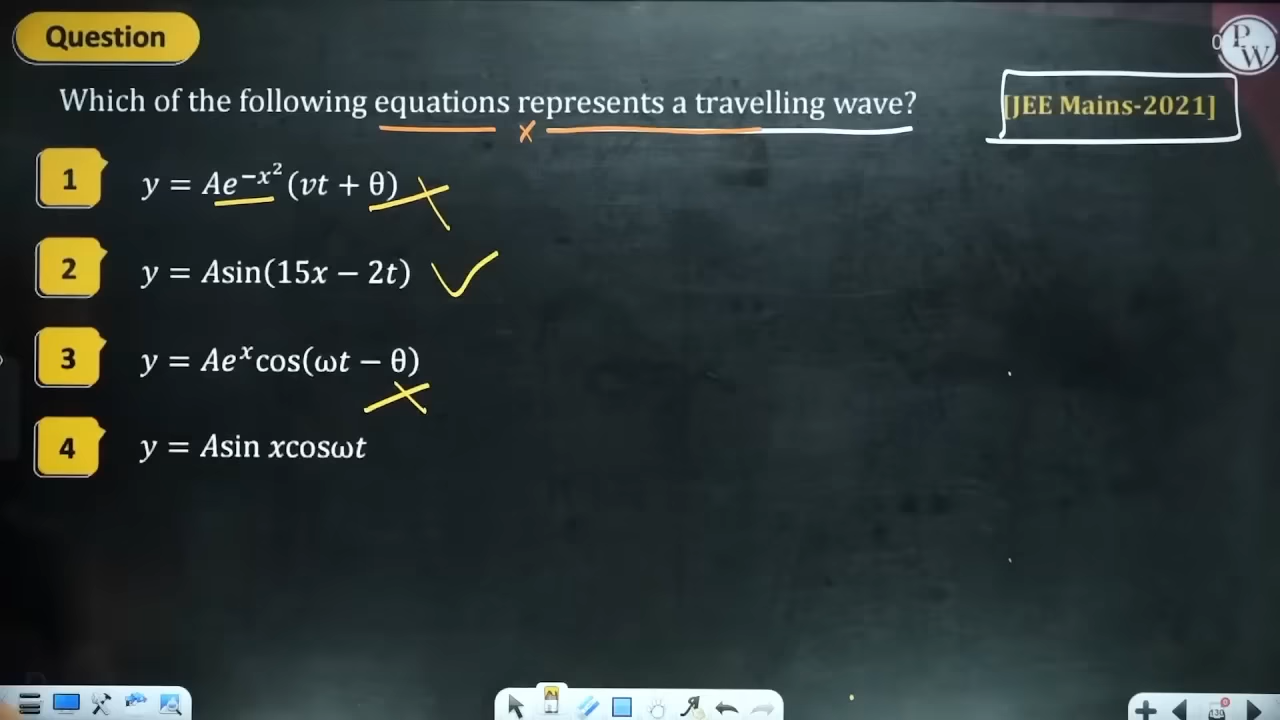 Question
PW
Which of the following equations represents a travelling wave?
[JEE Mains-2021]
1 y = Ae^{-x^2}(vt + θ)
2 y = Asin(15x − 2t)
3 y = Ae^x cos(ωt − θ)
4 y = Asin xcosωt